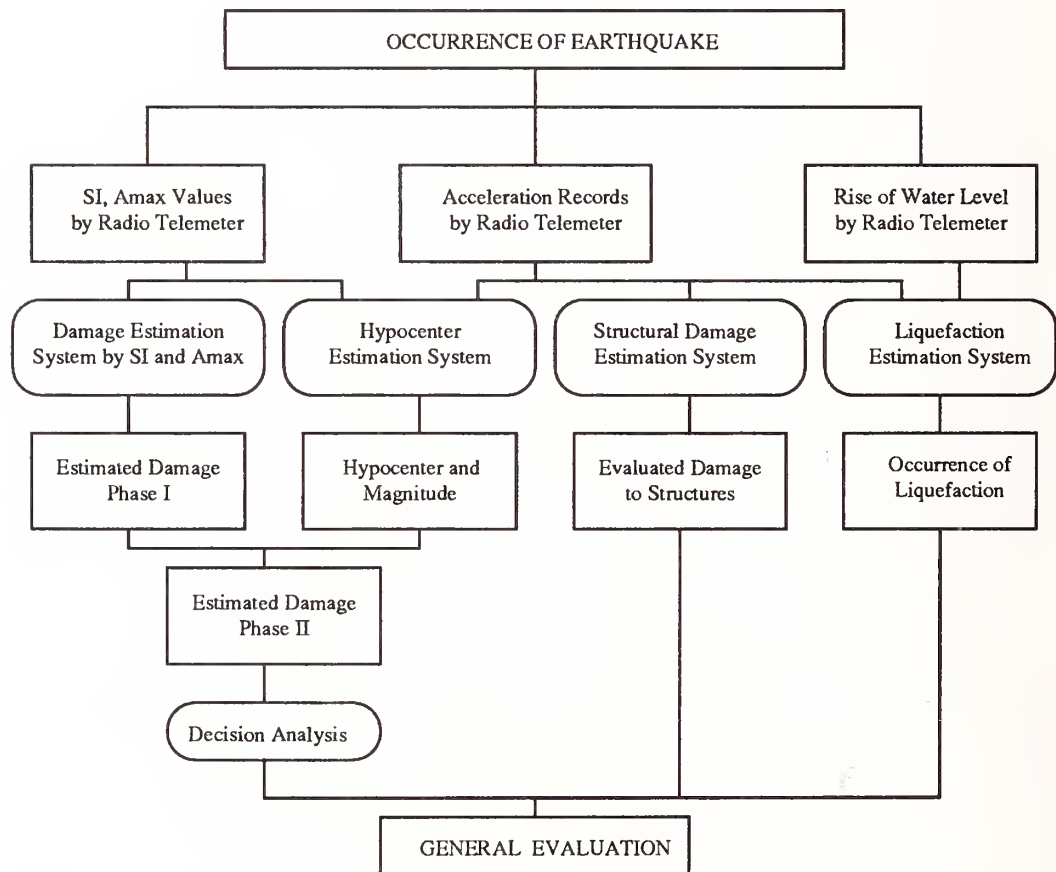 OCCURRENCE OF EARTHQUAKE
SI, Amax Values
by Radio Telemeter
Acceleration Records
by Radio Telemeter
Rise of Water Level
by Radio Telemeter
Damage Estimation
System by SI and Amax
Hypocenter
Estimation System
Structural Damage
Estimation System
Liquefaction
Estimation System
Estimated Damage
Phase I
Hypocenter and
Magnitude
Evaluated Damage
to Structures
Occurrence of
Liquefaction
Estimated Damage
Phase II
Decision Analysis
GENERAL EVALUATION